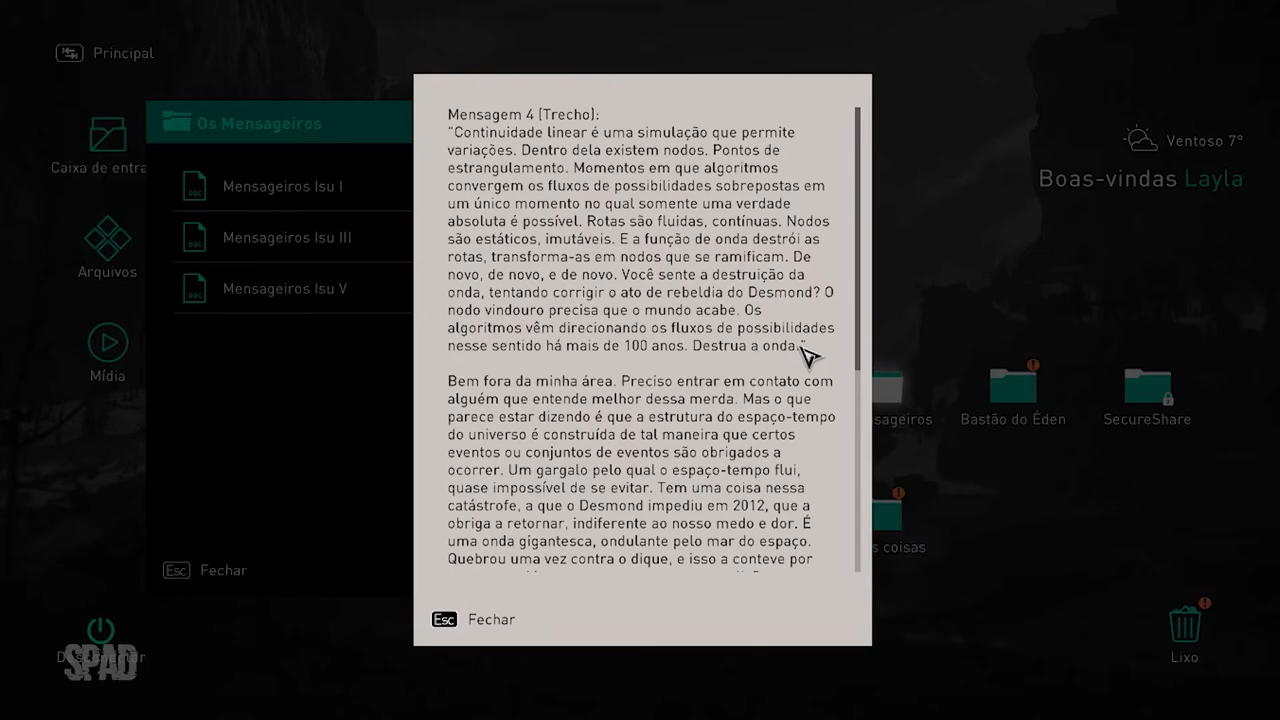 Principal
Os Mensageiros
Caixa de entra
Mensageiros Isu I
Mensageiros Isu III
Mensageiros Isu V
Arquivos
Mídia
Esc Fechar
SPAD
Mensagem 4 (Trecho):
"Continuidade linear é uma simulação que permite
variações. Dentro dela existem nodos. Pontos de
estrangulamento. Momentos em que algoritmos
convergem os fluxos de possibilidades sobrepostas em
um único momento no qual somente uma verdade
absoluta é possível. Rotas são fluidas, contínuas. Nodos
são estáticos, imutáveis. E a função de onda destrói as
rotas, transforma-as em nodos que se ramificam. De
novo, de novo, e de novo. Você sente a destruição da
onda, tentando corrigir o ato de rebeldia do Desmond? O
nodo vindouro precisa que o mundo acabe. Os
algoritmos vêm direcionando os fluxos de possibilidades
nesse sentido há mais de 100 anos. Destrua a onda."
Bem fora da minha área. Preciso entrar em contato com
alguém que entende melhor dessa merda. Mas o que
parece estar dizendo é que a estrutura do espaço-tempo
do universo é construída de tal maneira que certos
eventos ou conjuntos de eventos são obrigados a
ocorrer. Um gargalo pelo qual o espaço-tempo flui,
quase impossível de se evitar. Tem uma coisa nessa
catástrofe, a que o Desmond impediu em 2012, que a
obriga a retornar, indiferente ao nosso medo e dor. É
uma onda gigantesca, ondulante pelo mar do espaço.
Quebrou uma vez contra o dique, e isso a conteve por
Esc Fechar
Ventoso 7°
Boas-vindas Layla
sageiros
Bastão do Éden
SecureShare
s coisas
Lixo